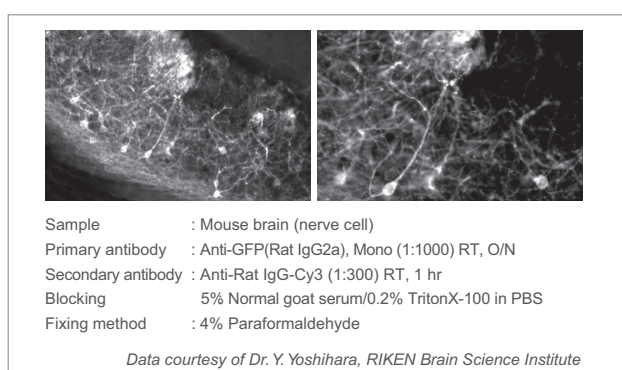 Sample : Mouse brain (nerve cell)
Primary antibody : Anti-GFP(Rat IgG2a), Mono (1:1000) RT, O/N
Secondary antibody : Anti-Rat IgG-Cy3 (1:300) RT, 1 hr
Blocking 5% Normal goat serum/0.2% TritonX-100 in PBS
Fixing method : 4% Paraformaldehyde
Data courtesy of Dr. Y. Yoshihara, RIKEN Brain Science Institute